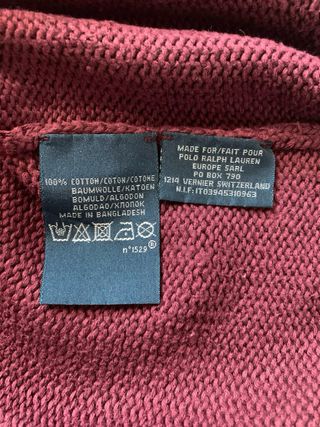 100% COTTON/COTON/COTONE
BAUMWOLLE/KATOEN
BOMULD/ALGODON
ALGODAO/ХЛОПОК
MADE IN BANGLADESH
n°1529®
MADE FOR/FAIT POUR
POLO RALPH LAUREN
EUROPE SARL
PO BOX 790
1214 VERNIER SWITZERLAND
N.I.F:IT03945310963